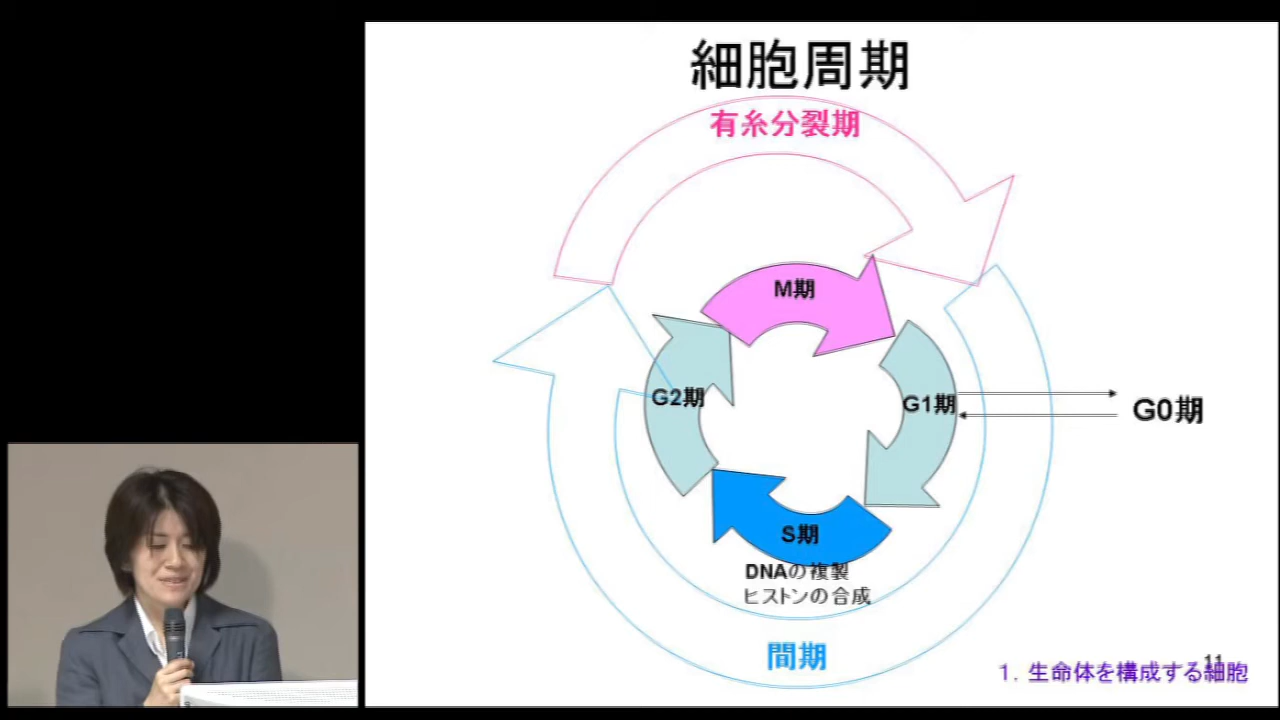 細胞周期
有糸分裂期
M期
G2期
G1期
G0期
S期
DNAの複製
ヒストンの合成
間期
11
1. 生命体を構成する細胞